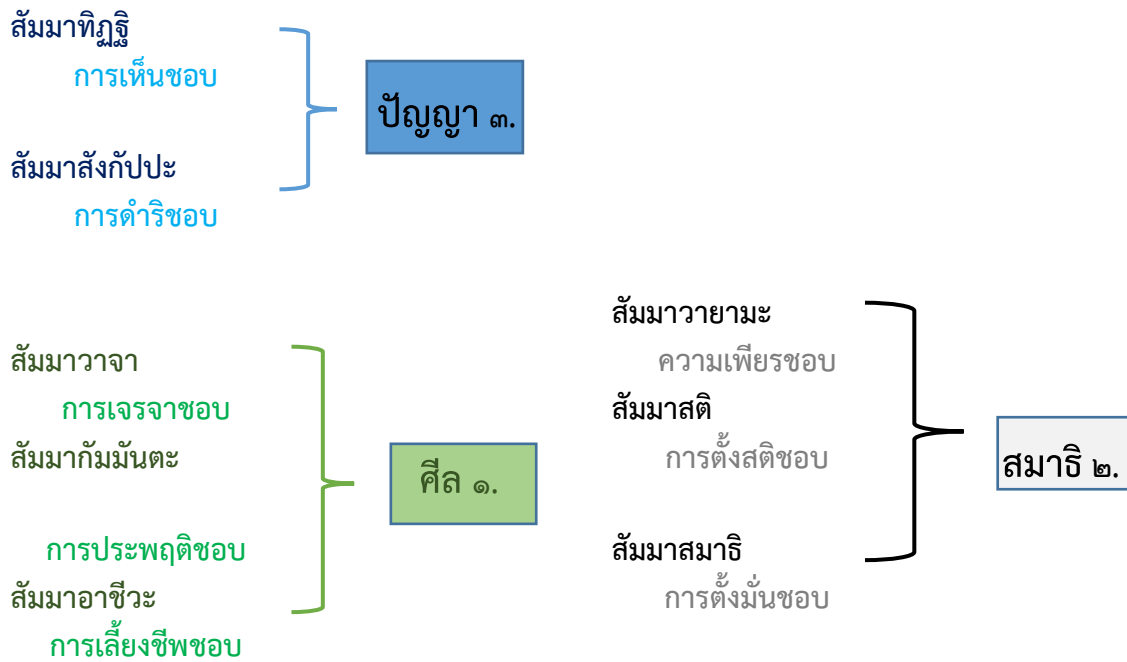 สัมมาทิฏฐิ
การเห็นชอบ
สัมมาสังกัปปะ
การดำริชอบ
ปัญญา ๓.
สัมมาวาจา
การเจรจาชอบ
สัมมากัมมันตะ
การประพฤติชอบ
สัมมาอาชีวะ
การเลี้ยงชีพชอบ
ศีล ๑.
สัมมาวายามะ
ความเพียรชอบ
สัมมาสติ
การตั้งสติชอบ
สัมมาสมาธิ
การตั้งมั่นชอบ
สมาธิ ๒.